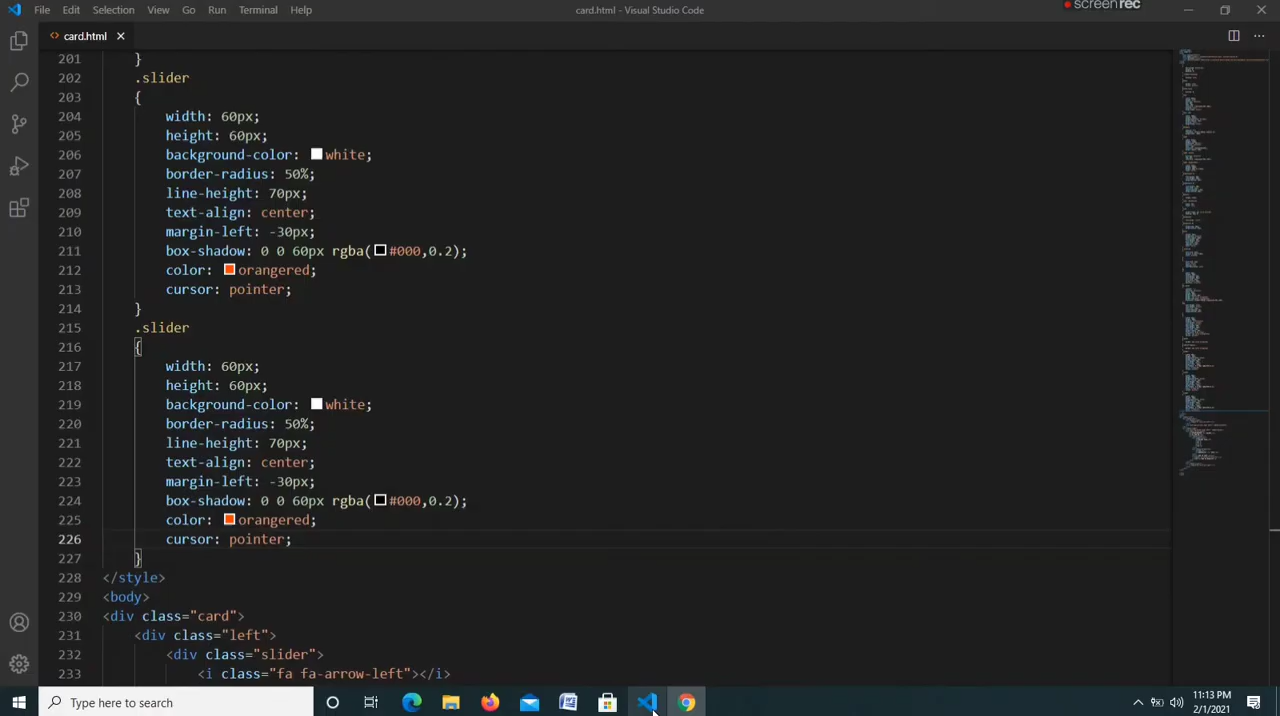 File Edit Selection View Go Run Terminal Help
card.html - Visual Studio Code
screenrec
card.html
201 }
202 .slider
203 {
204 width: 60px;
205 height: 60px;
206 background-color: white;
207 border-radius: 50%;
208 line-height: 70px;
209 text-align: center;
210 margin-left: -30px;
211 box-shadow: 0 0 60px rgba(#000,0.2);
212 color: orangered;
213 cursor: pointer;
214 }
215 .slider
216 {
217 width: 60px;
218 height: 60px;
219 background-color: white;
220 border-radius: 50%;
221 line-height: 70px;
222 text-align: center;
223 margin-left: -30px;
224 box-shadow: 0 0 60px rgba(#000,0.2);
225 color: orangered;
226 cursor: pointer;
227 }
228 </style>
229 <body>
230 <div class="card">
231 <div class="left">
232 <div class="slider">
233 <i class="fa fa-arrow-left"></i>
Type here to search
11:13 PM
2/1/2021